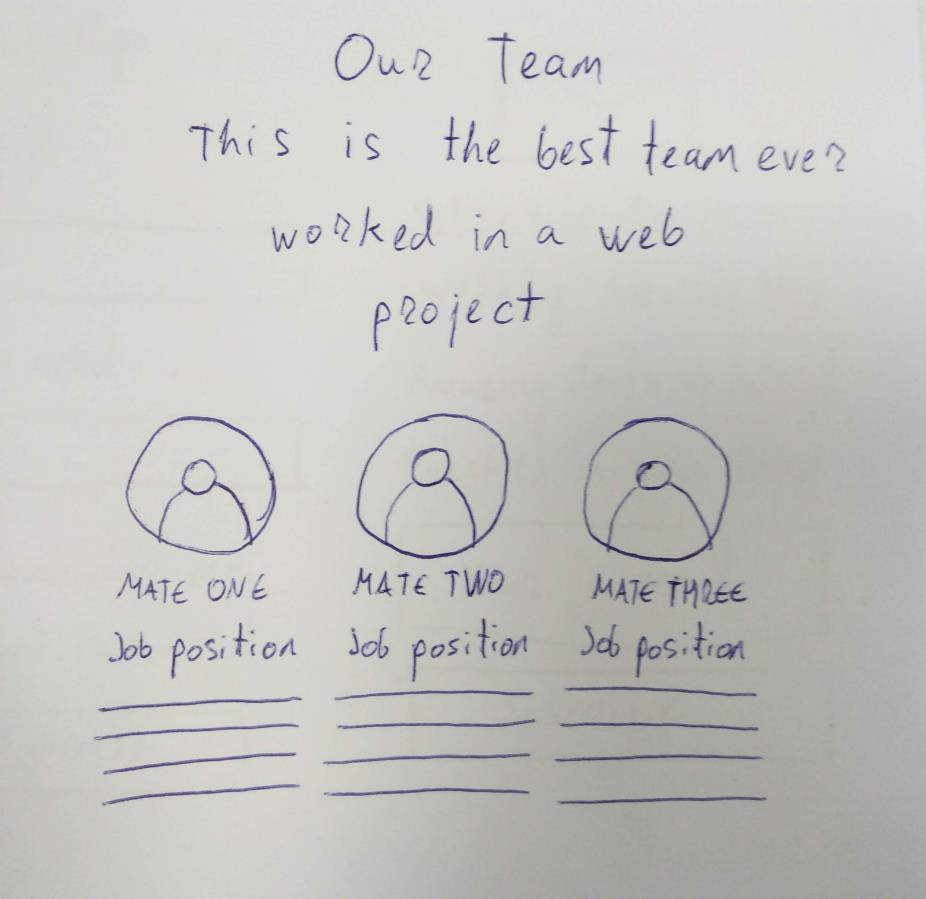 Our Team
This is the best team ever
worked in a web
project
MATE ONE MATE TWO MATE THREE
Job position Job position Job position